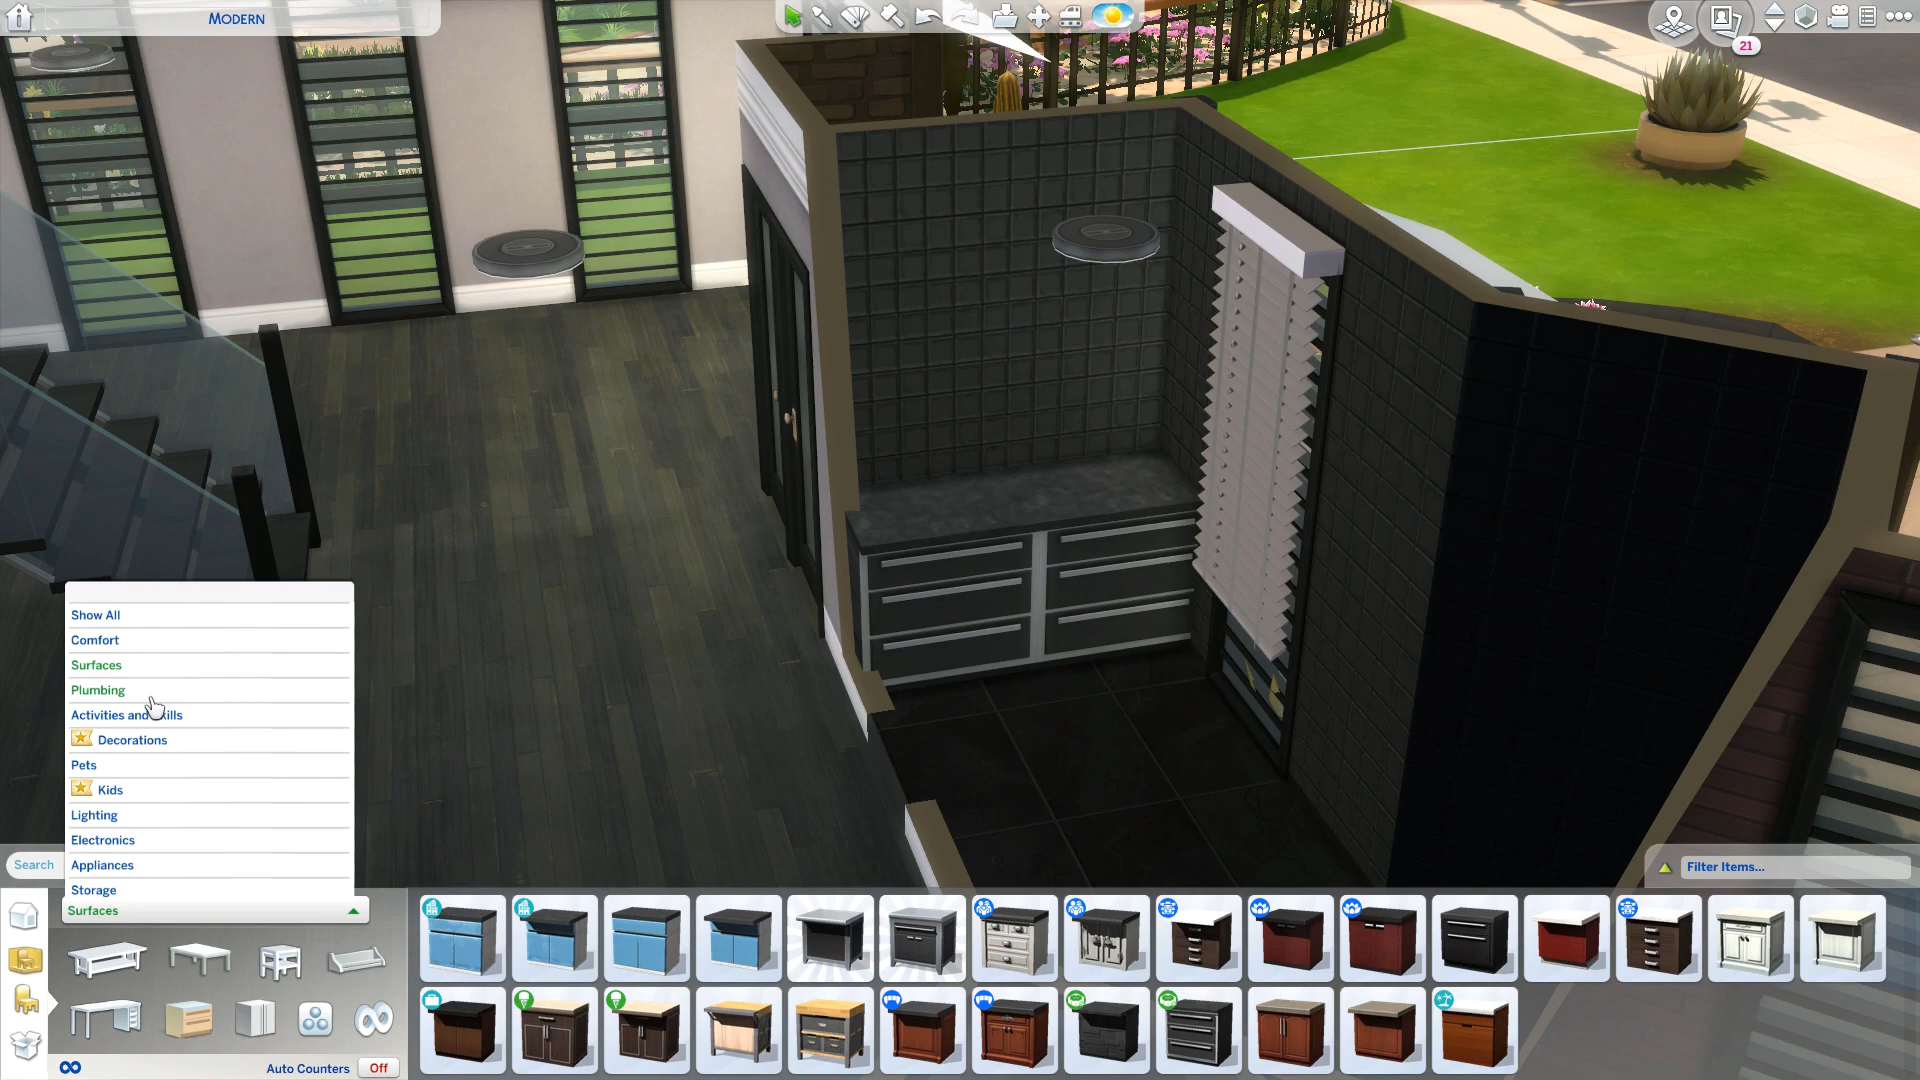 MODERN
21
Show All
Comfort
Surfaces
Plumbing
Activities and Skills
Decorations
Pets
Kids
Lighting
Electronics
Appliances
Storage
Search
Surfaces
Filter Items...
Auto Counters Off